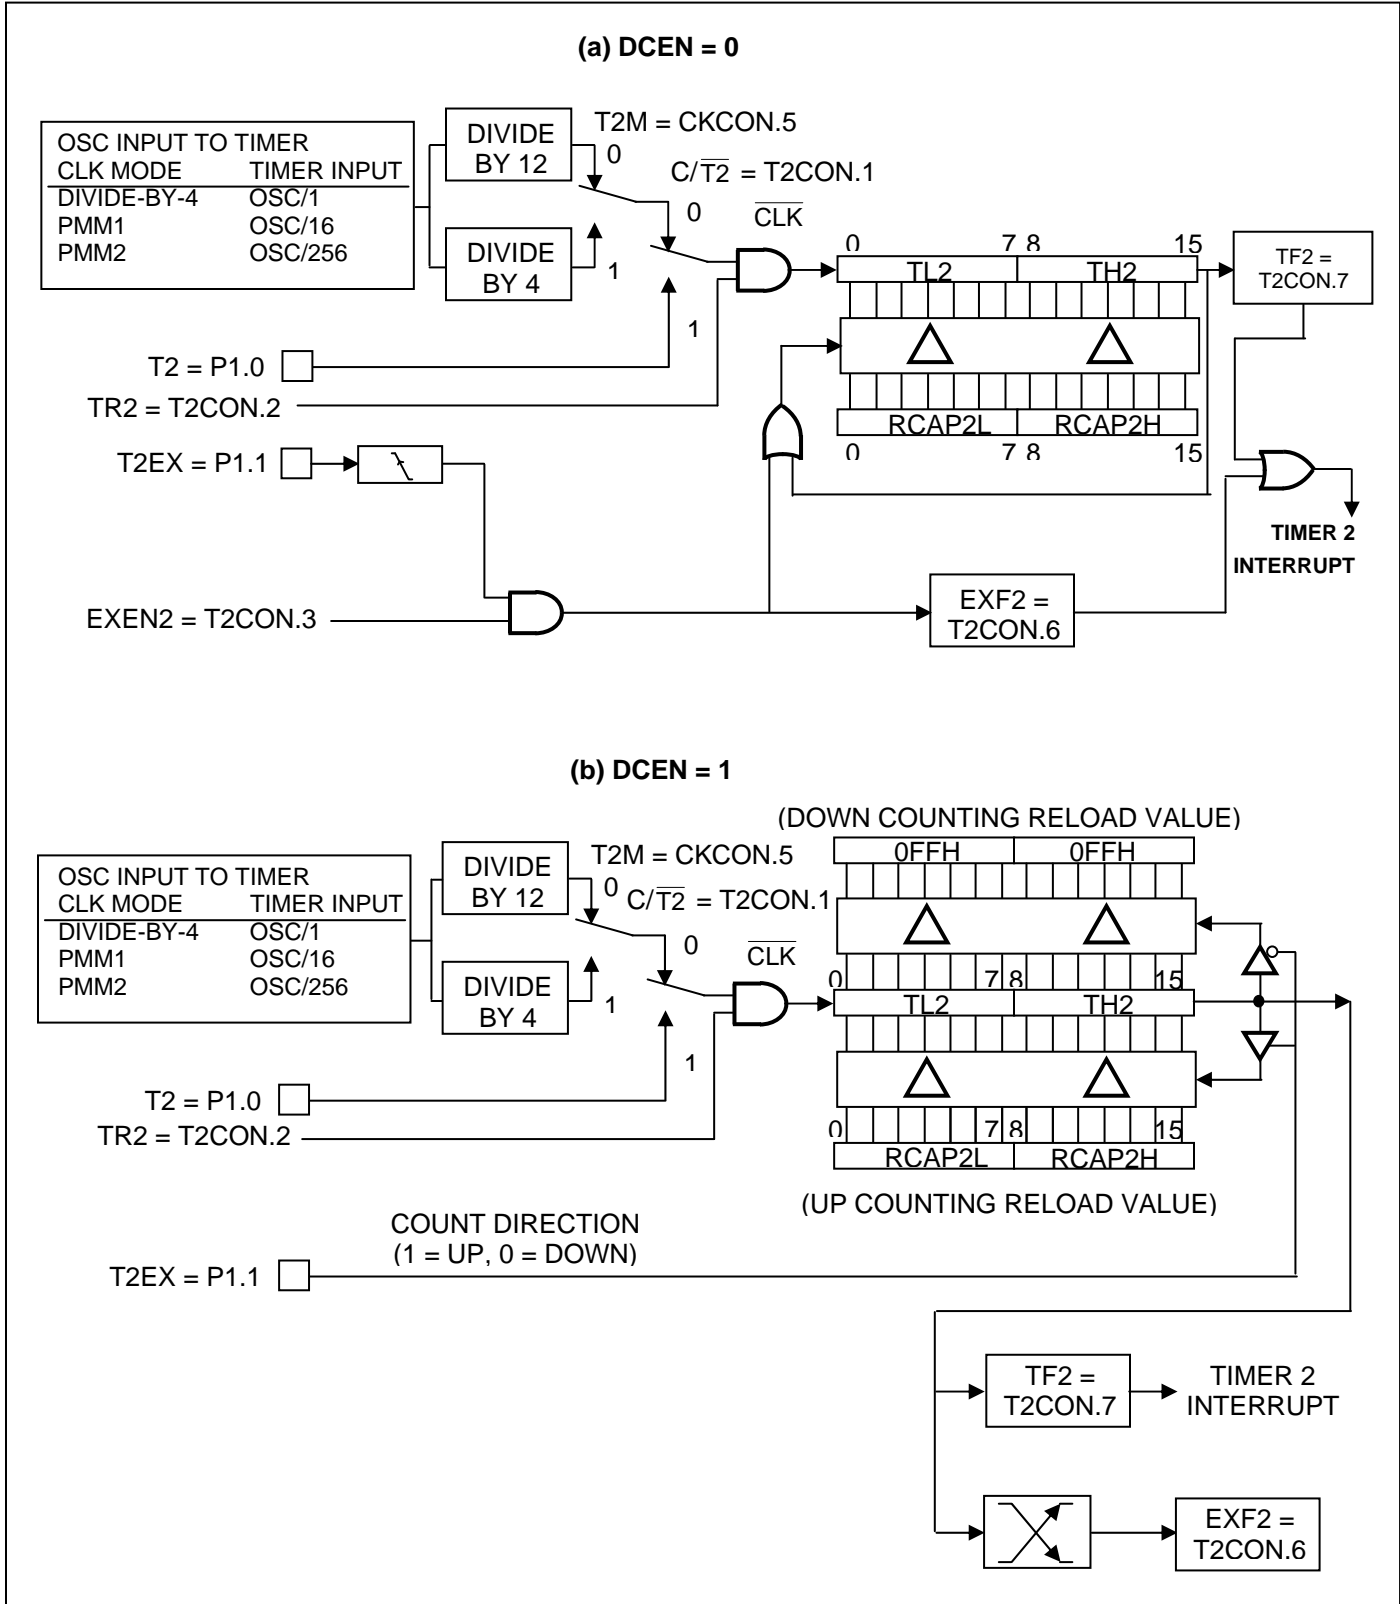 (a) DCEN = 0
OSC INPUT TO TIMER
CLK MODE TIMER INPUT
DIVIDE-BY-4 OSC/1
PMM1 OSC/16
PMM2 OSC/256
DIVIDE
BY 12
DIVIDE
BY 4
T2M = CKCON.5
0
1
C/T2 = T2CON.1
0
1
CLK
0 7 8 15
TL2 TH2
RCAP2L RCAP2H
0 7 8 15
TF2 =
T2CON.7
T2 = P1.0
TR2 = T2CON.2
T2EX = P1.1
EXEN2 = T2CON.3
EXF2 =
T2CON.6
TIMER 2
INTERRUPT
(b) DCEN = 1
(DOWN COUNTING RELOAD VALUE)
0FFH 0FFH
OSC INPUT TO TIMER
CLK MODE TIMER INPUT
DIVIDE-BY-4 OSC/1
PMM1 OSC/16
PMM2 OSC/256
DIVIDE
BY 12
DIVIDE
BY 4
T2M = CKCON.5
0
1
C/T2 = T2CON.1
0
1
CLK
0 7 8 15
TL2 TH2
0 7 8 15
RCAP2L RCAP2H
(UP COUNTING RELOAD VALUE)
T2 = P1.0
TR2 = T2CON.2
COUNT DIRECTION
(1 = UP, 0 = DOWN)
T2EX = P1.1
TF2 =
T2CON.7
TIMER 2
INTERRUPT
EXF2 =
T2CON.6